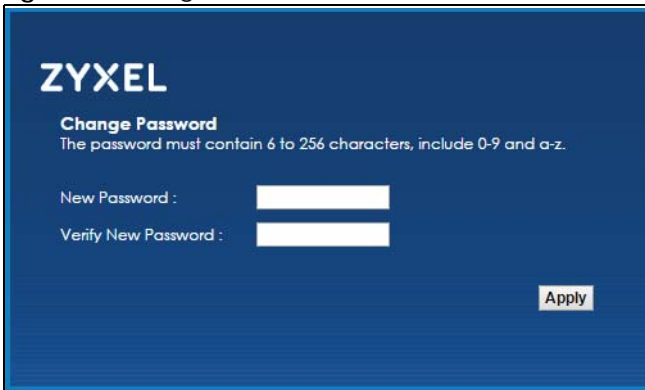 ZYXEL
Change Password
The password must contain 6 to 256 characters, include 0-9 and a-z.
New Password :
Verify New Password :
Apply